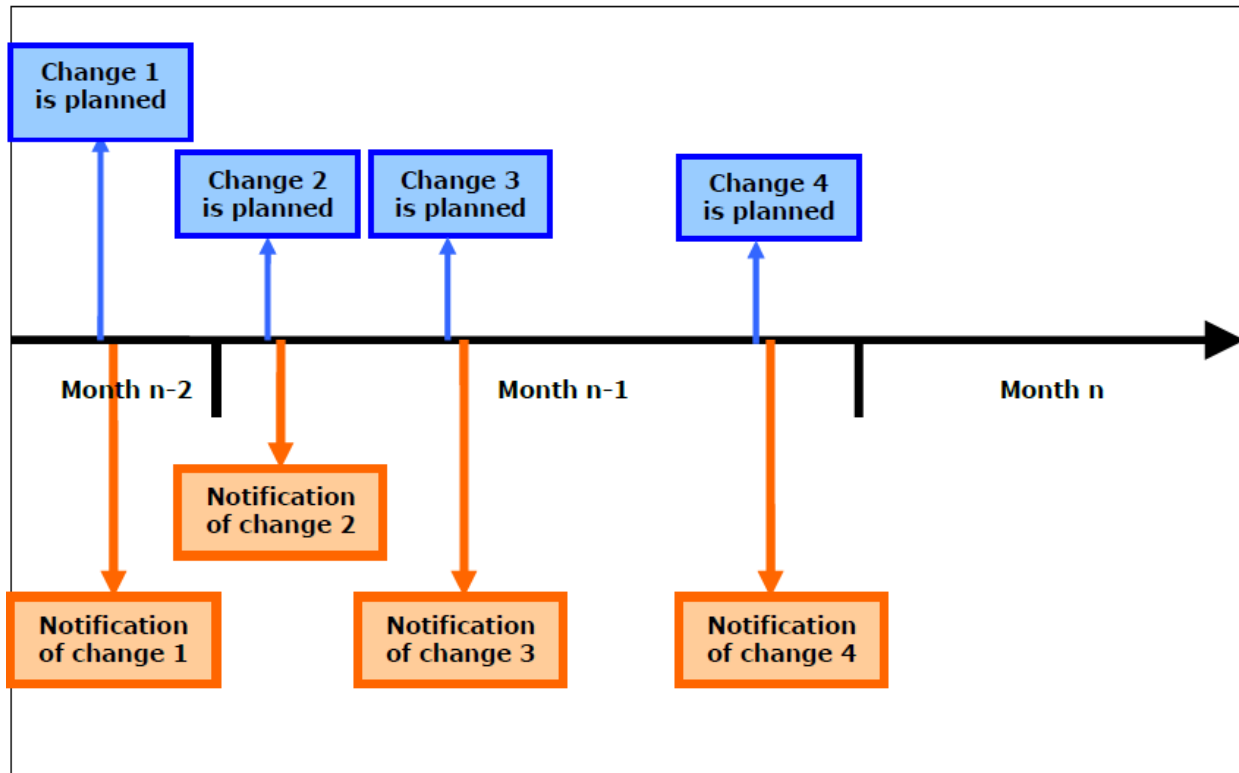 Change 1
is planned
Change 2
is planned
Change 3
is planned
Change 4
is planned
Month n-2
Month n-1
Month n
Notification
of change 2
Notification
of change 1
Notification
of change 3
Notification
of change 4